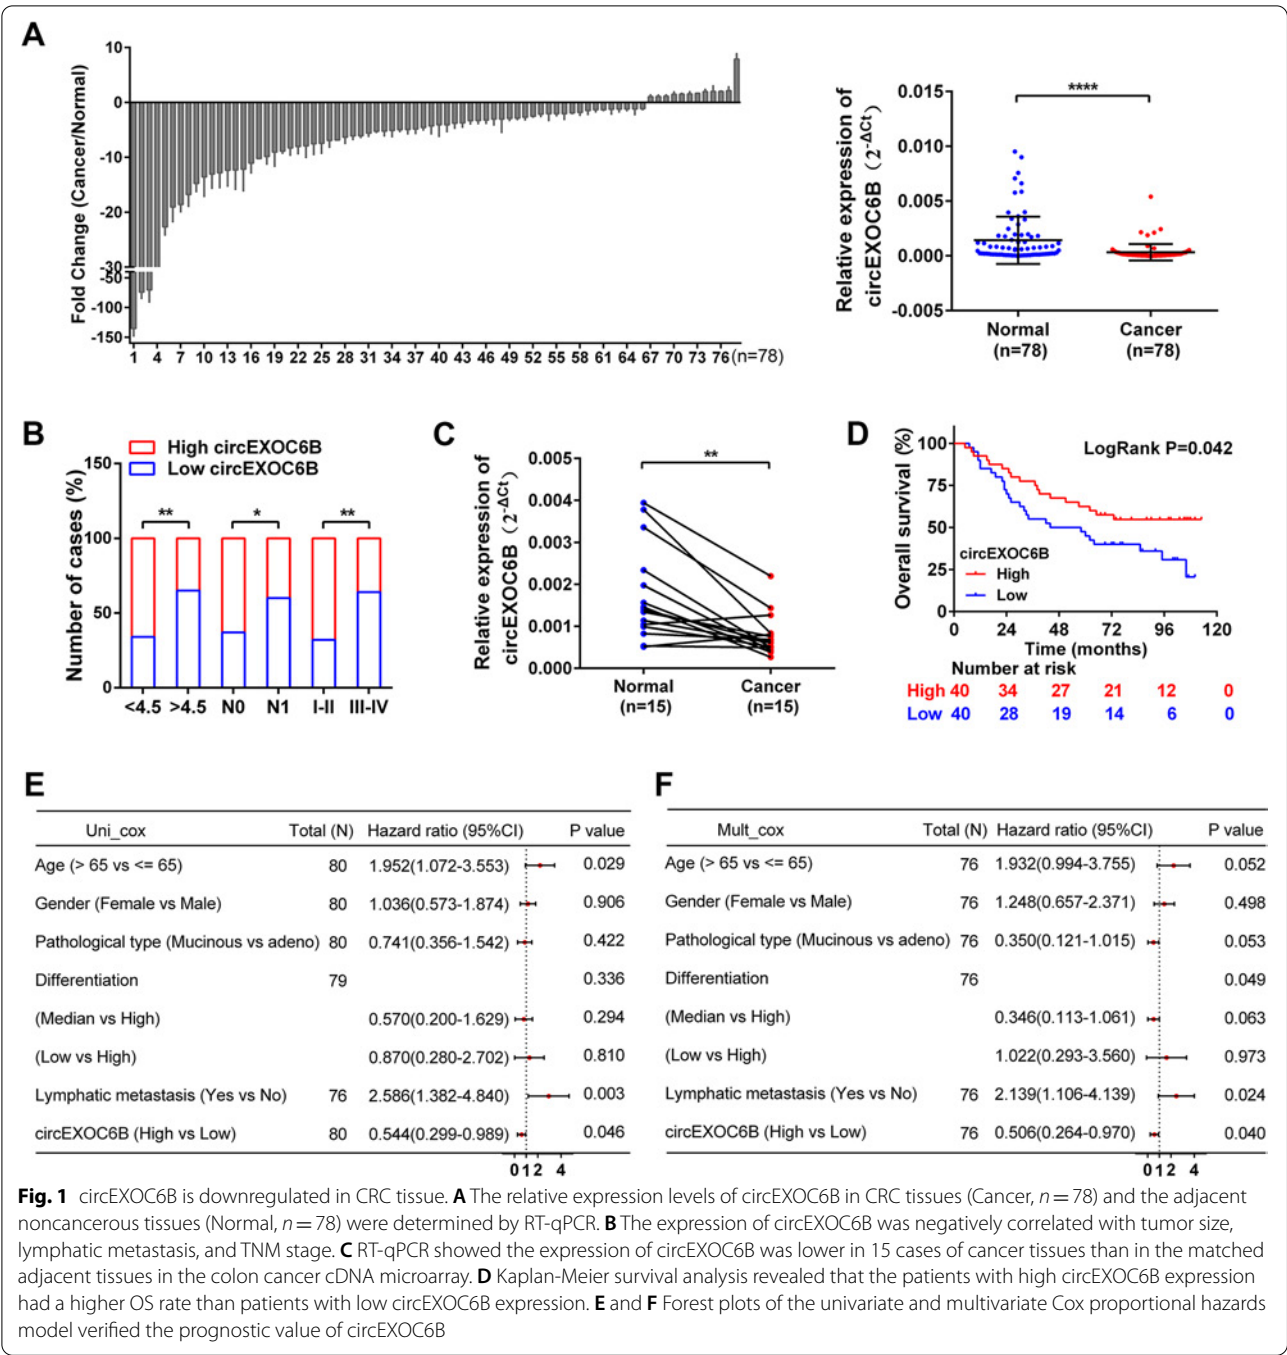 A
Fold Change (Cancer/Normal)
10
0
-10
-20
-30
-50
-100
-150
1 4 7 10 13 16 19 22 25 28 31 34 37 40 43 46 49 52 55 58 61 64 67 70 73 76 (n=78)
Relative expression of
circEXOC6B (2-ΔCt)
0.015
0.010
0.005
0.000
-0.005
****
Normal Cancer
(n=78) (n=78)
B
High circEXOC6B
Low circEXOC6B
Number of cases (%)
150
100
50
0
** * **
<4.5 >4.5 N0 N1 I-II III-IV
C
Relative expression of
circEXOC6B (2-ΔCt)
0.005
0.004
0.003
0.002
0.001
0.000
**
Normal Cancer
(n=15) (n=15)
D
Overall survival (%)
100
75
50
25
0
LogRank P=0.042
circEXOC6B
High
Low
0 24 48 72 96 120
Time (months)
Number at risk
High 40 34 27 21 12 0
Low 40 28 19 14 6 0
E
Uni_cox Total (N) Hazard ratio (95%CI) P value
Age (> 65 vs <= 65) 80 1.952(1.072-3.553) 0.029
Gender (Female vs Male) 80 1.036(0.573-1.874) 0.906
Pathological type (Mucinous vs adeno) 80 0.741(0.356-1.542) 0.422
Differentiation 79 0.336
(Median vs High) 0.570(0.200-1.629) 0.294
(Low vs High) 0.870(0.280-2.702) 0.810
Lymphatic metastasis (Yes vs No) 76 2.586(1.382-4.840) 0.003
circEXOC6B (High vs Low) 80 0.544(0.299-0.989) 0.046
0 1 2 4
F
Mult_cox Total (N) Hazard ratio (95%CI) P value
Age (> 65 vs <= 65) 76 1.932(0.994-3.755) 0.052
Gender (Female vs Male) 76 1.248(0.657-2.371) 0.498
Pathological type (Mucinous vs adeno) 76 0.350(0.121-1.015) 0.053
Differentiation 76 0.049
(Median vs High) 0.346(0.113-1.061) 0.063
(Low vs High) 1.022(0.293-3.560) 0.973
Lymphatic metastasis (Yes vs No) 76 2.139(1.106-4.139) 0.024
circEXOC6B (High vs Low) 76 0.506(0.264-0.970) 0.040
0 1 2 4
Fig. 1 circEXOC6B is downregulated in CRC tissue. A The relative expression levels of circEXOC6B in CRC tissues (Cancer, n = 78) and the adjacent
noncancerous tissues (Normal, n = 78) were determined by RT-qPCR. B The expression of circEXOC6B was negatively correlated with tumor size,
lymphatic metastasis, and TNM stage. C RT-qPCR showed the expression of circEXOC6B was lower in 15 cases of cancer tissues than in the matched
adjacent tissues in the colon cancer cDNA microarray. D Kaplan-Meier survival analysis revealed that the patients with high circEXOC6B expression
had a higher OS rate than patients with low circEXOC6B expression. E and F Forest plots of the univariate and multivariate Cox proportional hazards
model verified the prognostic value of circEXOC6B